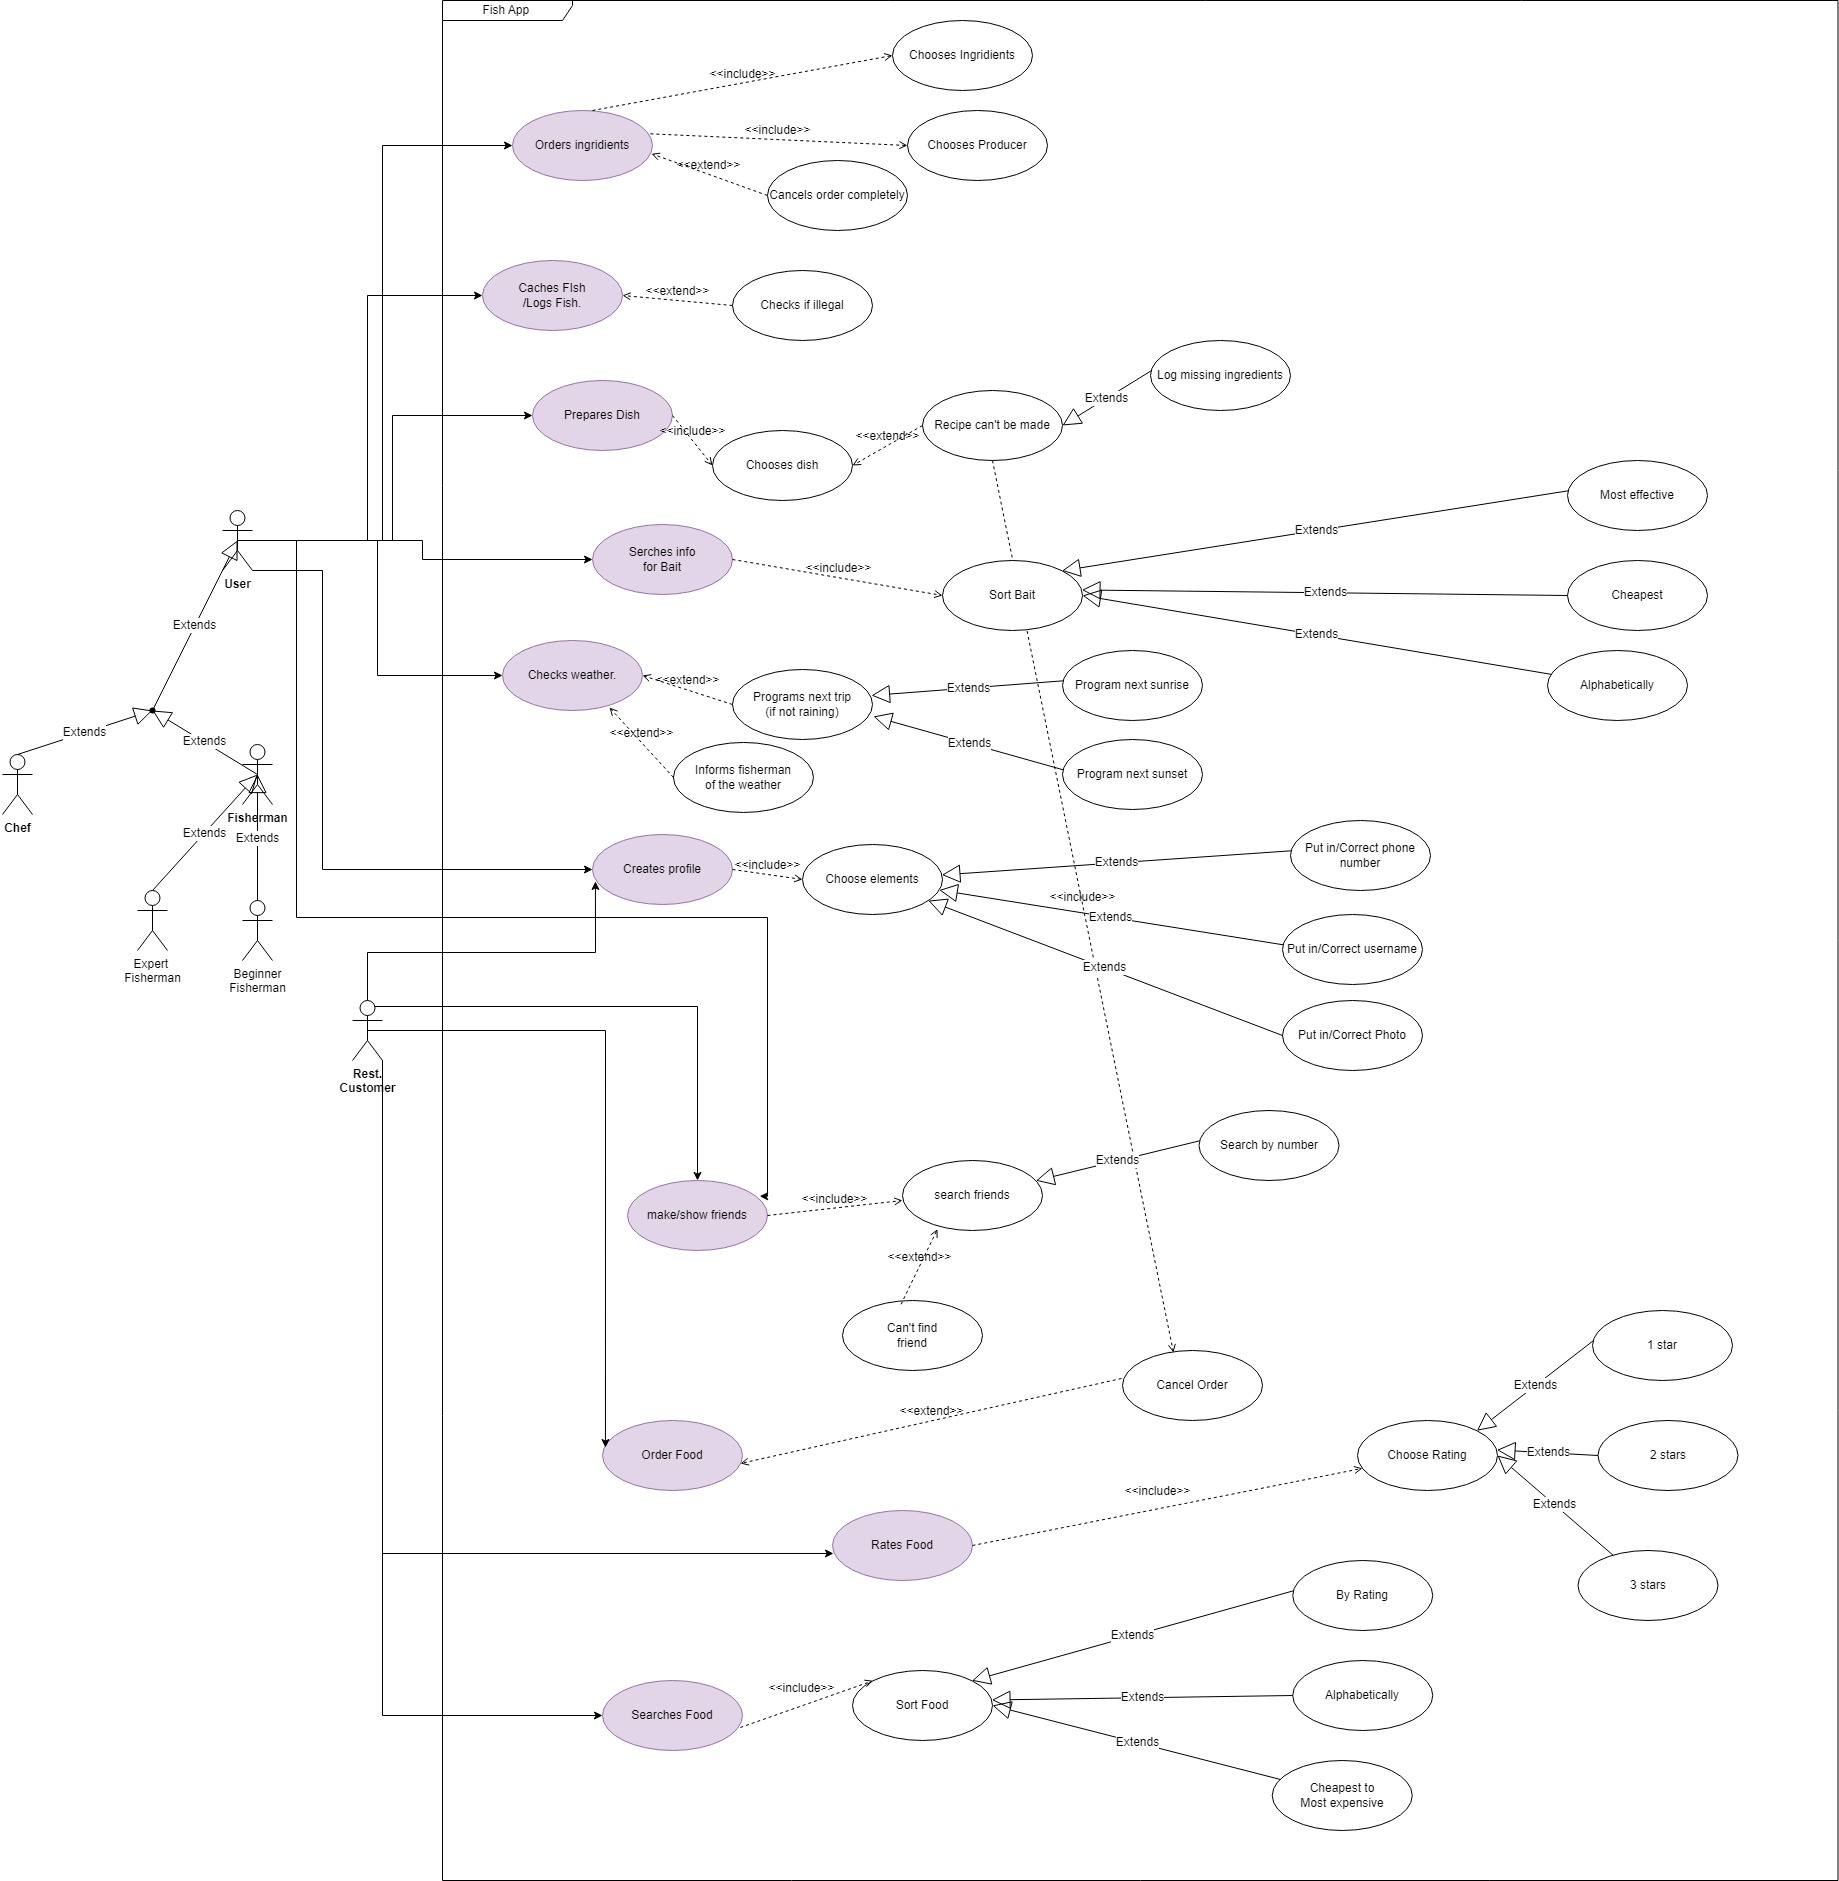 Fish App
Chooses Ingridients
<<include>>
Orders ingridients
<<include>>
Chooses Producer
<<extend>>
Cancels order completely
Caches FIsh
/Logs Fish.
<<extend>>
Checks if illegal
Log missing ingredients
Extends
Prepares Dish
<<include>>
Chooses dish
<<extend>>
Recipe can't be made
Most effective
Extends
User
Serches info
for Bait
<<include>>
Sort Bait
Extends
Cheapest
Extends
Alphabetically
Extends
Checks weather.
<<extend>>
Programs next trip
(if not raining)
Extends
Program next sunrise
Extends
Program next sunset
<<extend>>
Informs fisherman
of the weather
Extends
Extends
Chef
Fisherman
Extends
Extends
Expert
Fisherman
Beginner
Fisherman
Creates profile
<<include>>
Choose elements
Extends
Put in/Correct phone
number
<<include>>
Extends
Put in/Correct username
Extends
Put in/Correct Photo
Rest.
Customer
Search by number
Extends
make/show friends
<<include>>
search friends
<<extend>>
Can't find
friend
Cancel Order
<<extend>>
Order Food
1 star
Extends
Choose Rating
Extends
2 stars
<<include>>
Extends
3 stars
Rates Food
By Rating
Extends
Searches Food
<<include>>
Sort Food
Extends
Alphabetically
Extends
Cheapest to
Most expensive